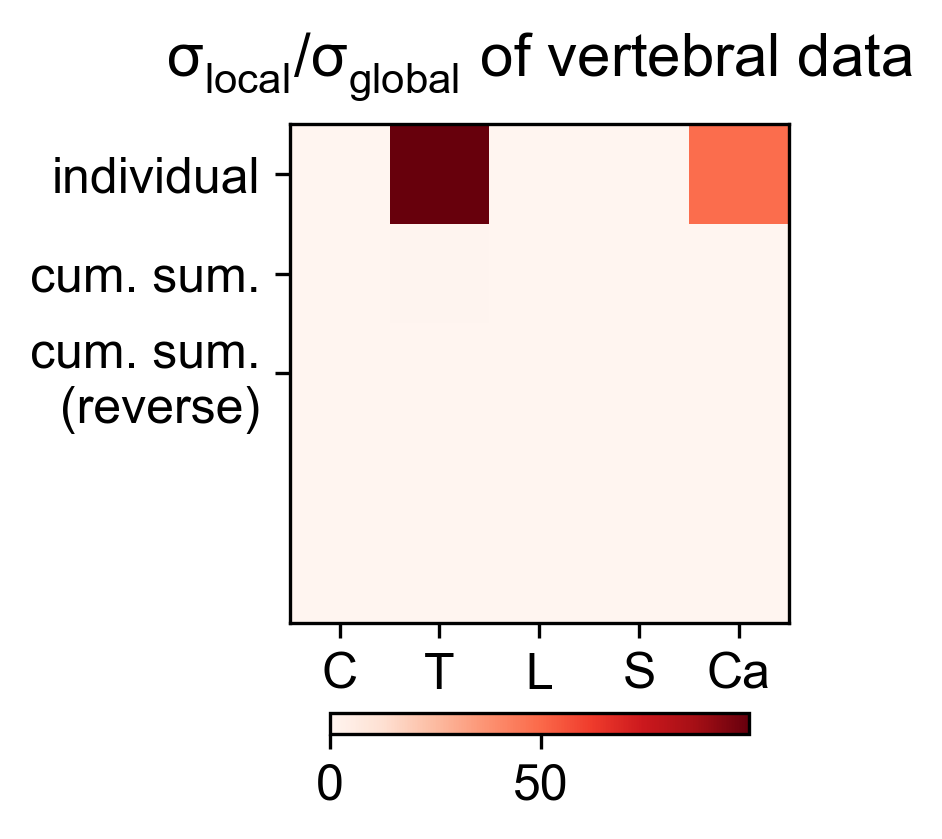 σlocal/σglobal of vertebral data
individual
cum. sum.
cum. sum.
(reverse)
C T L S Ca
0 50